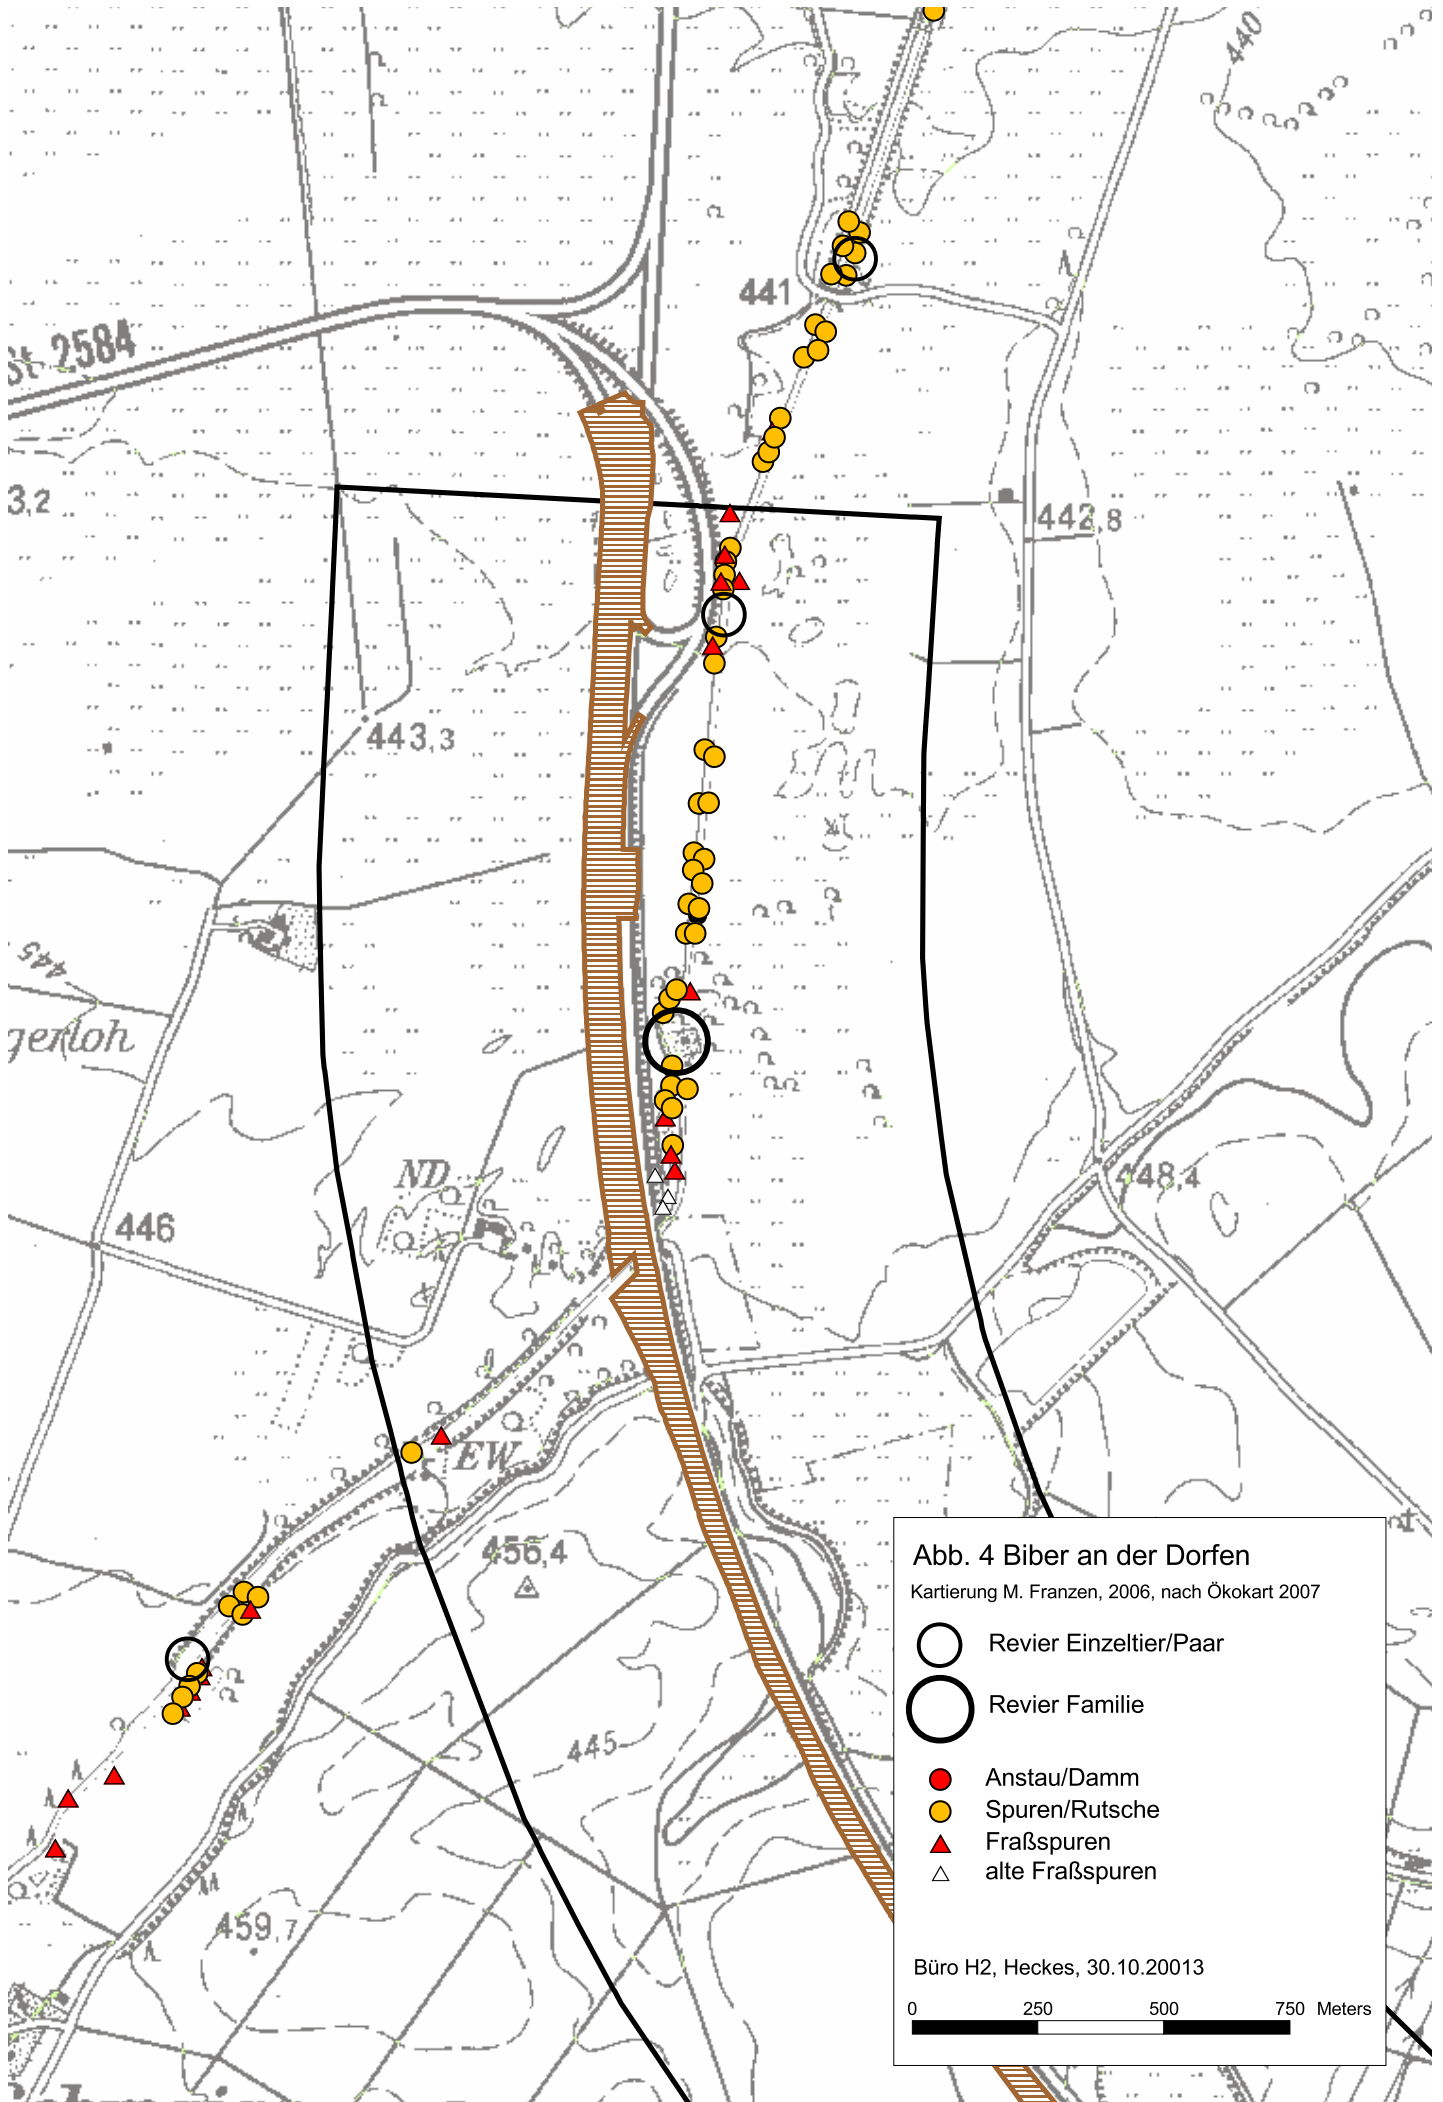 440
441
St 2584
3,2
442,8
443,3
445
gerloh
ND
446
448,4
EW
456,4
445
459,7
Abb. 4 Biber an der Dorfen
Kartierung M. Franzen, 2006, nach Ökokart 2007
Revier Einzeltier/Paar
Revier Familie
Anstau/Damm
Spuren/Rutsche
Fraßspuren
alte Fraßspuren
Büro H2, Heckes, 30.10.20013
0 250 500 750 Meters